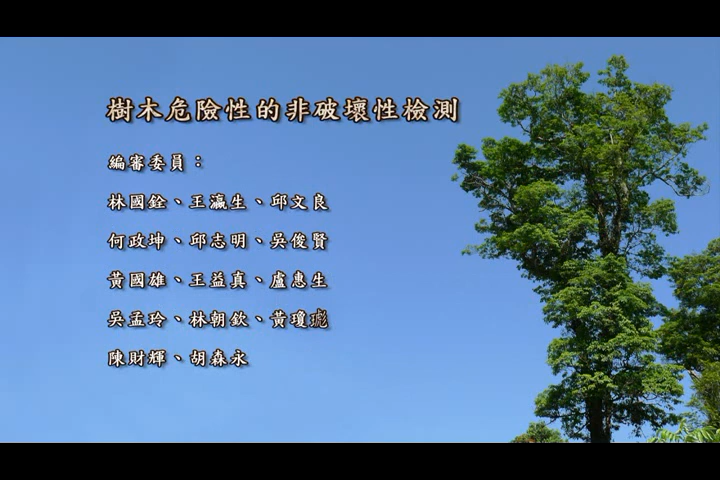 樹木危險性的非破壞性檢測
編審委員：
林國銓、王瀛生、邱文良
何政坤、邱志明、吳俊賢
黃國雄、王益真、盧惠生
吳孟玲、林朝欽、黃瓊彪
陳財輝、胡森永